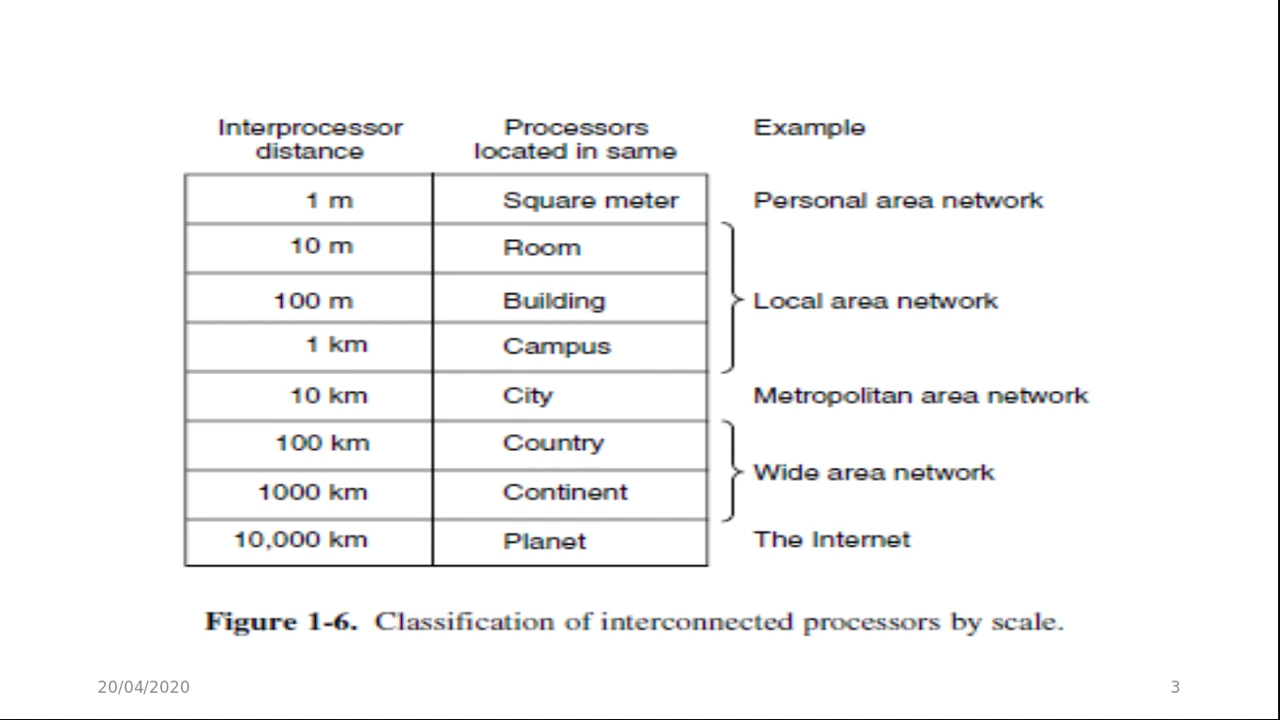 Interprocessor distance
Processors located in same
Example
1 m Square meter Personal area network
10 m Room
100 m Building Local area network
1 km Campus
10 km City Metropolitan area network
100 km Country
Wide area network
1000 km Continent
10,000 km Planet The Internet
Figure 1-6. Classification of interconnected processors by scale.
20/04/2020 3